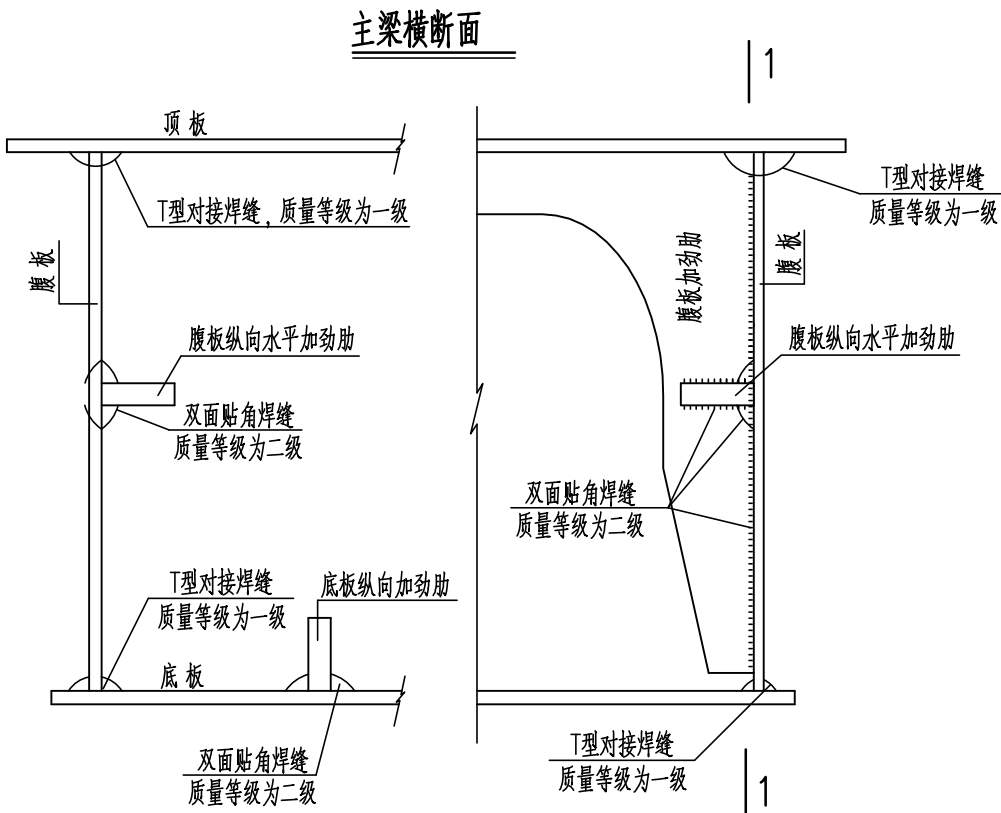 主梁横断面
1
顶板
T型对接焊缝
质量等级为一级
T型对接焊缝，质量等级为一级
腹板
腹板加劲肋
腹板
腹板纵向水平加劲肋
腹板纵向水平加劲肋
双面贴角焊缝
质量等级为二级
双面贴角焊缝
质量等级为二级
T型对接焊缝
质量等级为一级
底板纵向加劲肋
底板
双面贴角焊缝
质量等级为二级
T型对接焊缝
质量等级为一级
1